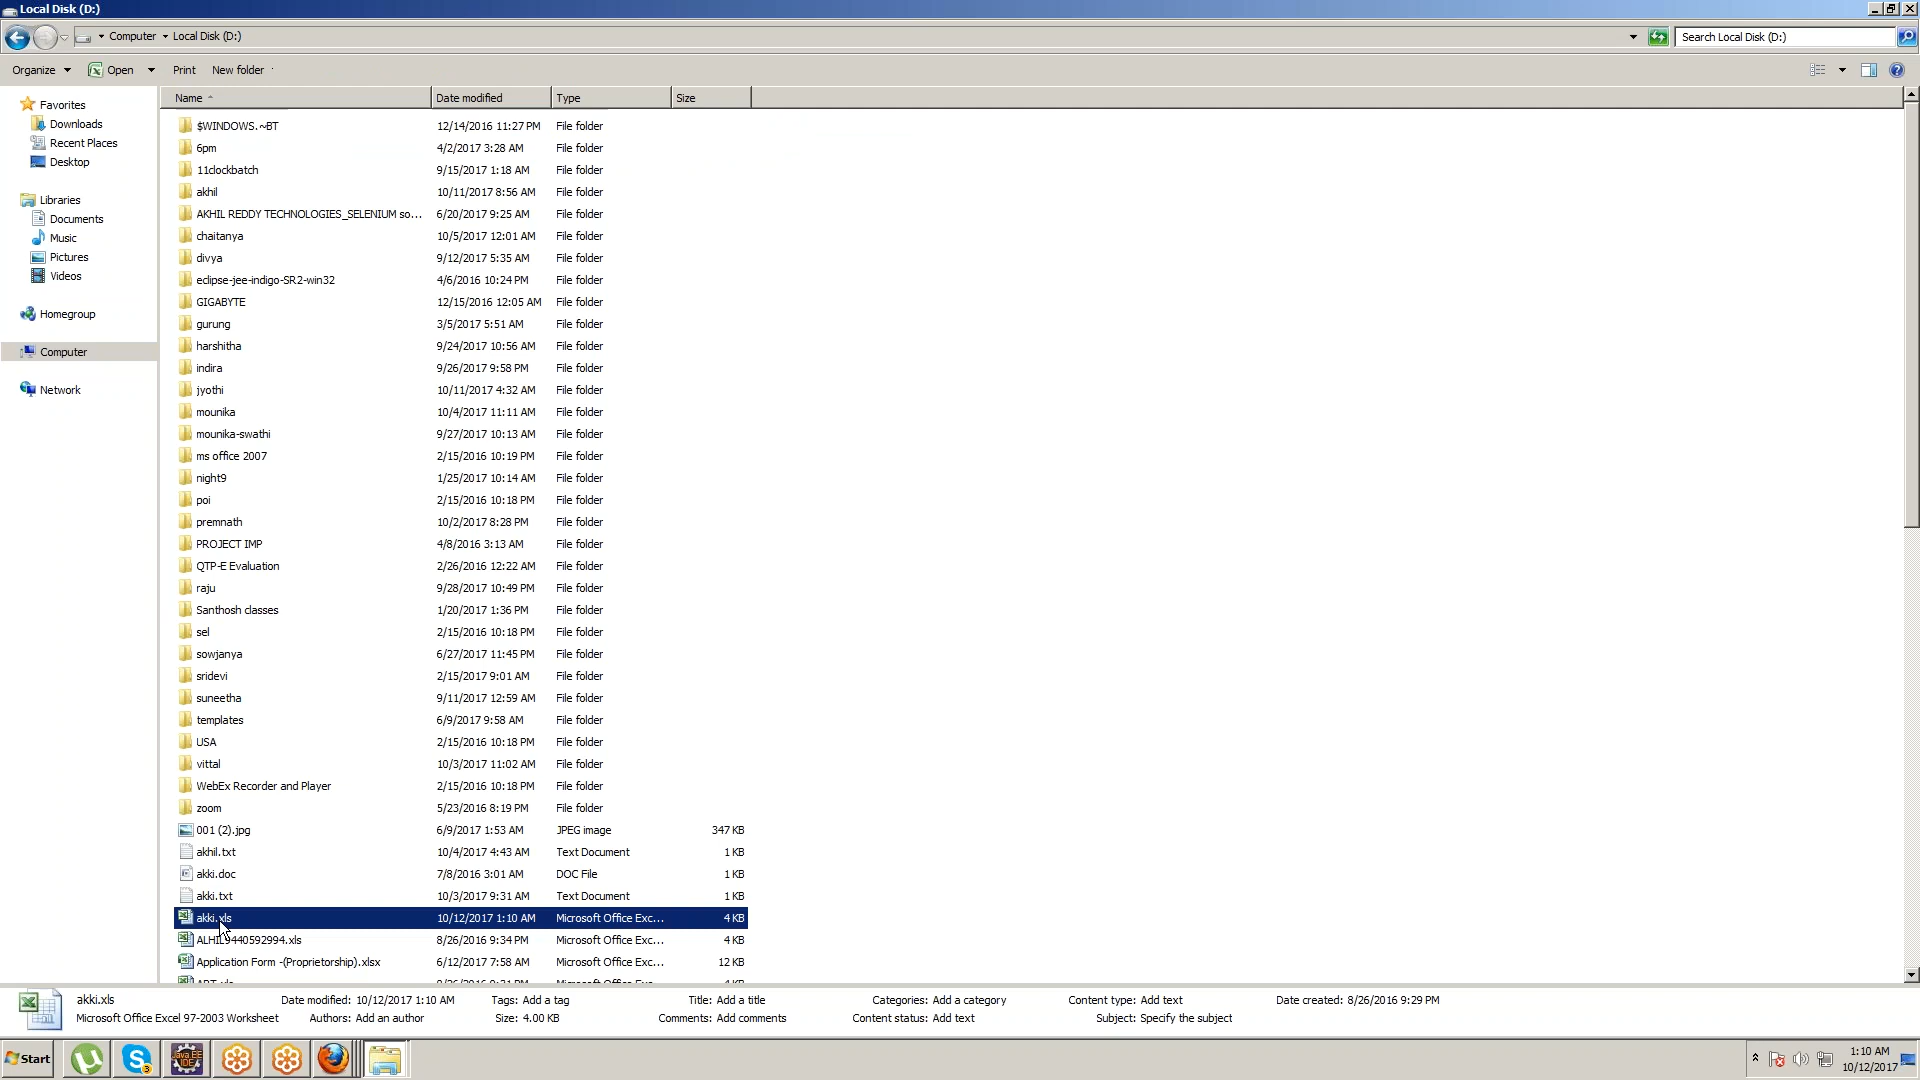 Local Disk (D:)
Computer Local Disk (D:)
Search Local Disk (D:)
Organize Open Print New folder
Name Date modified Type Size
Favorites
Downloads
Recent Places
Desktop
Libraries
Documents
Music
Pictures
Videos
Homegroup
Computer
Network
$WINDOWS.~BT 12/14/2016 11:27 PM File folder
6pm 4/2/2017 3:28 AM File folder
11clockbatch 9/15/2017 1:18 AM File folder
akhil 10/11/2017 8:56 AM File folder
AKHIL REDDY TECHNOLOGIES_SELENIUM so... 6/20/2017 9:25 AM File folder
chaitanya 10/5/2017 12:01 AM File folder
divya 9/12/2017 5:35 AM File folder
eclipse-jee-indigo-SR2-win32 4/6/2016 10:24 PM File folder
GIGABYTE 12/15/2016 12:05 AM File folder
gurung 3/5/2017 5:51 AM File folder
harshitha 9/24/2017 10:56 AM File folder
indira 9/26/2017 9:58 PM File folder
jyothi 10/11/2017 4:32 AM File folder
mounika 10/4/2017 11:11 AM File folder
mounika-swathi 9/27/2017 10:13 AM File folder
ms office 2007 2/15/2016 10:19 PM File folder
night9 1/25/2017 10:14 AM File folder
poi 2/15/2016 10:18 PM File folder
premnath 10/2/2017 8:28 PM File folder
PROJECT IMP 4/8/2016 3:13 AM File folder
QTP-E Evaluation 2/26/2016 12:22 AM File folder
raju 9/28/2017 10:49 PM File folder
Santhosh classes 1/20/2017 1:36 PM File folder
sel 2/15/2016 10:18 PM File folder
sowjanya 6/27/2017 11:45 PM File folder
sridevi 2/15/2017 9:01 AM File folder
suneetha 9/11/2017 12:59 AM File folder
templates 6/9/2017 9:58 AM File folder
USA 2/15/2016 10:18 PM File folder
vittal 10/3/2017 11:02 AM File folder
WebEx Recorder and Player 2/15/2016 10:18 PM File folder
zoom 5/23/2016 8:19 PM File folder
001 (2).jpg 6/9/2017 1:53 AM JPEG image 347 KB
akhil.txt 10/4/2017 4:43 AM Text Document 1 KB
akki.doc 7/8/2016 3:01 AM DOC File 1 KB
akki.txt 10/3/2017 9:31 AM Text Document 1 KB
akki.xls 10/12/2017 1:10 AM Microsoft Office Exc... 4 KB
ALHIL9440592994.xls 8/26/2016 9:34 PM Microsoft Office Exc... 4 KB
Application Form -(Proprietorship).xlsx 6/12/2017 7:58 AM Microsoft Office Exc... 12 KB
akki.xls Date modified: 10/12/2017 1:10 AM Tags: Add a tag Title: Add a title Categories: Add a category Content type: Add text Date created: 8/26/2016 9:29 PM
Microsoft Office Excel 97-2003 Worksheet Authors: Add an author Size: 4.00 KB Comments: Add comments Content status: Add text Subject: Specify the subject
Start
Java EE
IDE
3
1:10 AM
10/12/2017